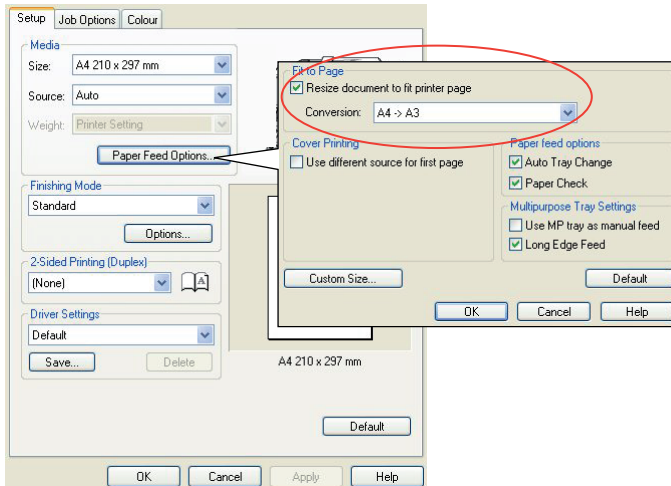 Setup
Job Options
Colour
Media
Size:
A4 210 x 297 mm
Source:
Auto
Weight:
Printer Setting
Paper Feed Options...
Finishing Mode
Standard
Options...
2-Sided Printing (Duplex)
(None)
A
Driver Settings
Default
Save...
Delete
A4 210 x 297 mm
Default
OK
Cancel
Apply
Help
Fit to Page
Resize document to fit printer page
Conversion:
A4 -> A3
Cover Printing
Use different source for first page
Paper feed options
Auto Tray Change
Paper Check
Multipurpose Tray Settings
Use MP tray as manual feed
Long Edge Feed
Custom Size...
Default
OK
Cancel
Help